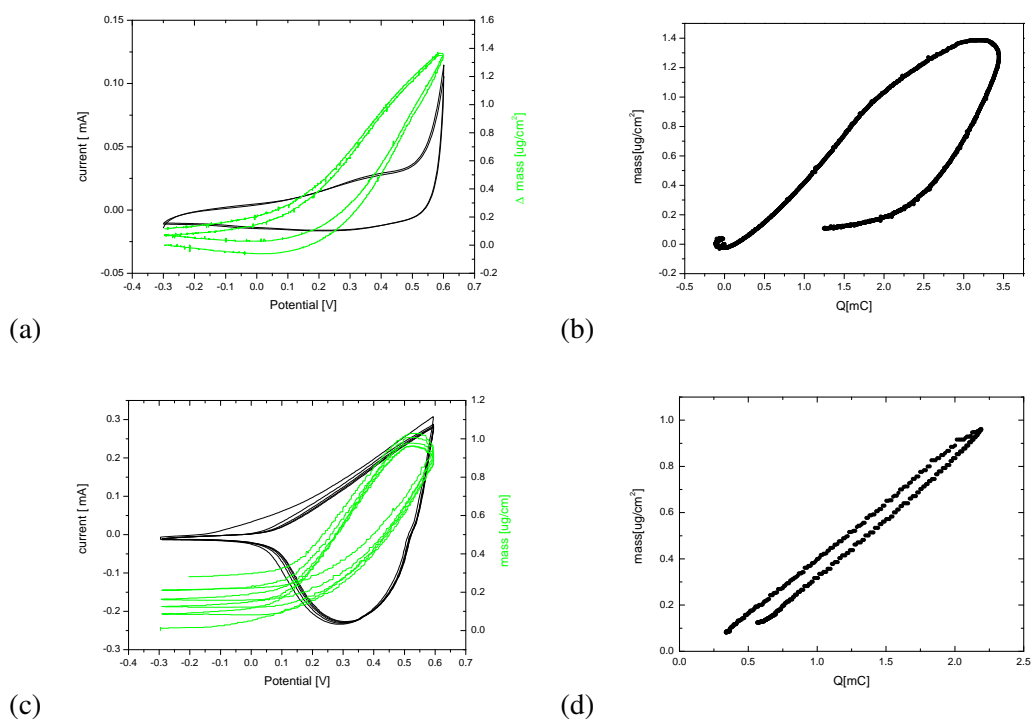 0.15
0.10
0.05
0.00
-0.05
current [ mA]
1.6
1.4
1.2
1.0
0.8
0.6
0.4
0.2
0.0
-0.2
Δ mass [ug/cm²]
-0.4 -0.3 -0.2 -0.1 0.0 0.1 0.2 0.3 0.4 0.5 0.6 0.7
Potential [V]
(a)
1.4
1.2
1.0
0.8
0.6
0.4
0.2
0.0
-0.2
mass[ug/cm²]
-0.5 0.0 0.5 1.0 1.5 2.0 2.5 3.0 3.5
Q[mC]
(b)
0.3
0.2
0.1
0.0
-0.1
-0.2
-0.3
current [ mA]
1.2
1.0
0.8
0.6
0.4
0.2
0.0
mass [ug/cm]
-0.4 -0.3 -0.2 -0.1 0.0 0.1 0.2 0.3 0.4 0.5 0.6 0.7
Potential [V]
(c)
1.0
0.8
0.6
0.4
0.2
0.0
mass[ug/cm²]
0.0 0.5 1.0 1.5 2.0 2.5
Q[mC]
(d)